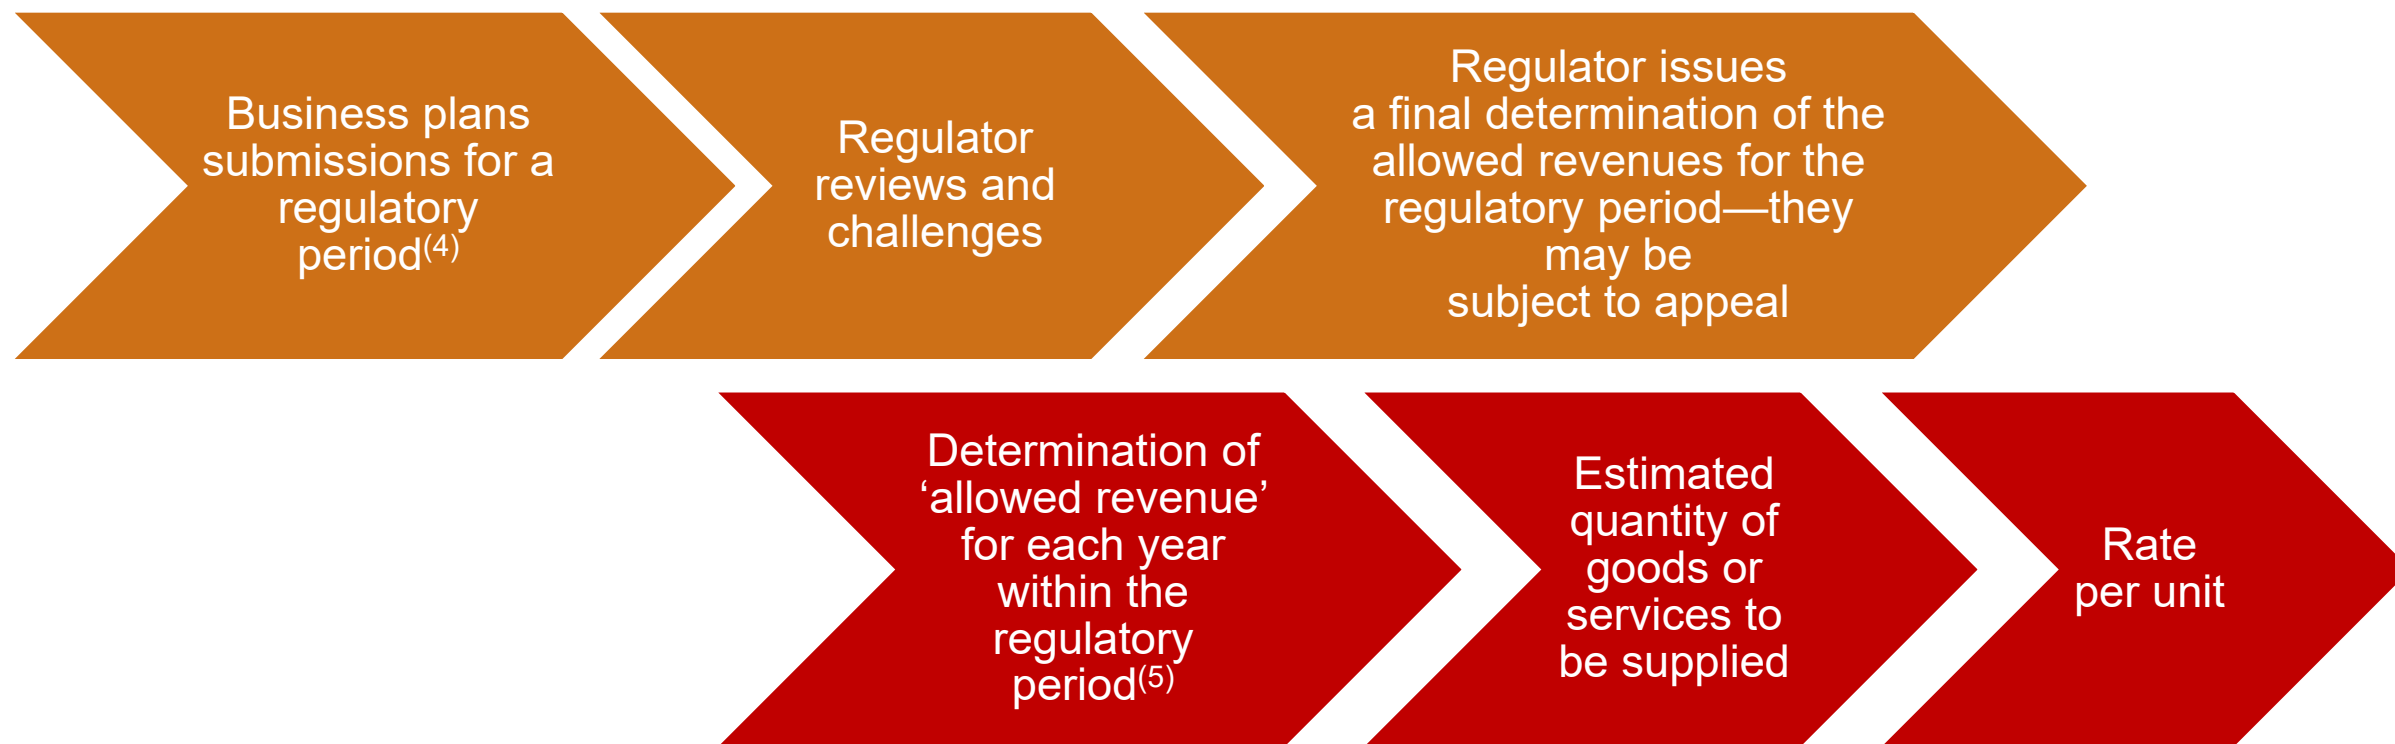 Business plans
submissions for a
regulatory
period(4)
Regulator
reviews and
challenges
Regulator issues
a final determination of the
allowed revenues for the
regulatory period—they
may be
subject to appeal
Determination of
‘allowed revenue’
for each year
within the
regulatory
period(5)
Estimated
quantity of
goods or
services to
be supplied
Rate
per unit